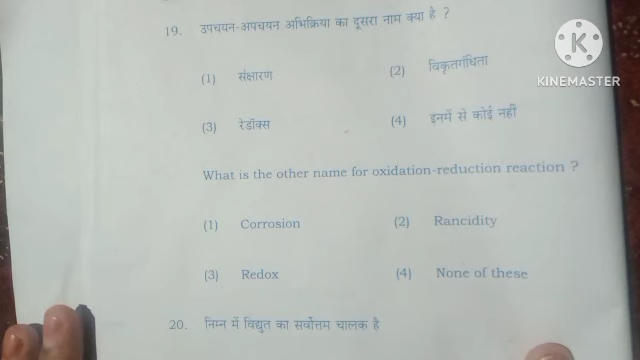 19. उपचयन-अपचयन अभिक्रिया का दूसरा नाम क्या है ?
(1) संक्षारण (2) विकृतगंधिता
(3) रेडॉक्स (4) इनमें से कोई नहीं
What is the other name for oxidation-reduction reaction ?
(1) Corrosion (2) Rancidity
(3) Redox (4) None of these
20. निम्न में विद्युत का सर्वोत्तम चालक है
K
KINEMASTER